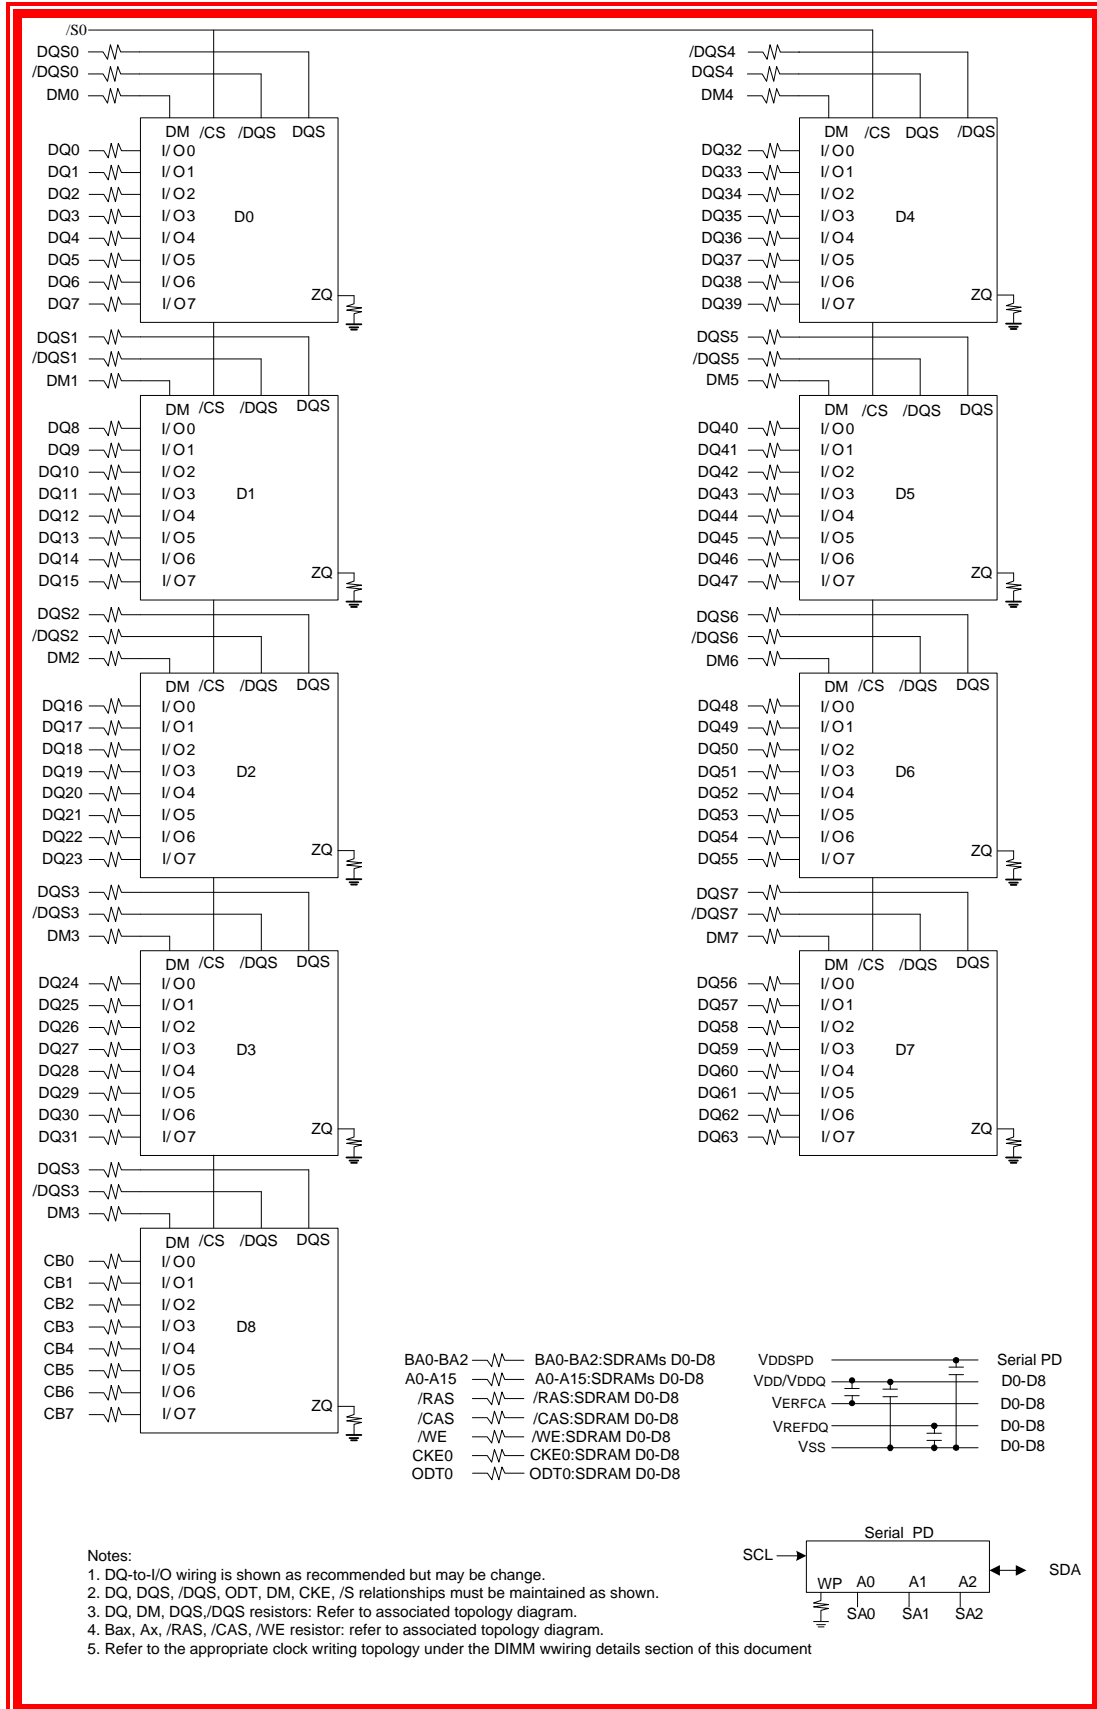 /S0
DQS0
/DQS0
DM0
DM /CS /DQS DQS
DQ0 I/O0
DQ1 I/O1
DQ2 I/O2
DQ3 I/O3 D0
DQ4 I/O4
DQ5 I/O5
DQ6 I/O6
ZQ
DQ7 I/O7
DQS1
/DQS1
DM1
DM /CS /DQS DQS
DQ8 I/O0
DQ9 I/O1
DQ10 I/O2
DQ11 I/O3 D1
DQ12 I/O4
DQ13 I/O5
DQ14 I/O6
ZQ
DQ15 I/O7
DQS2
/DQS2
DM2
DM /CS /DQS DQS
DQ16 I/O0
DQ17 I/O1
DQ18 I/O2
DQ19 I/O3 D2
DQ20 I/O4
DQ21 I/O5
DQ22 I/O6
ZQ
DQ23 I/O7
DQS3
/DQS3
DM3
DM /CS /DQS DQS
DQ24 I/O0
DQ25 I/O1
DQ26 I/O2
DQ27 I/O3 D3
DQ28 I/O4
DQ29 I/O5
DQ30 I/O6
ZQ
DQ31 I/O7
DQS3
/DQS3
DM3
DM /CS /DQS DQS
CB0 I/O0
CB1 I/O1
CB2 I/O2
CB3 I/O3 D8
CB4 I/O4
CB5 I/O5
CB6 I/O6
ZQ
CB7 I/O7
/DQS4
DQS4
DM4
DM /CS DQS /DQS
DQ32 I/O0
DQ33 I/O1
DQ34 I/O2
DQ35 I/O3 D4
DQ36 I/O4
DQ37 I/O5
DQ38 I/O6
ZQ
DQ39 I/O7
DQS5
/DQS5
DM5
DM /CS /DQS DQS
DQ40 I/O0
DQ41 I/O1
DQ42 I/O2
DQ43 I/O3 D5
DQ44 I/O4
DQ45 I/O5
DQ46 I/O6
ZQ
DQ47 I/O7
DQS6
/DQS6
DM6
DM /CS /DQS DQS
DQ48 I/O0
DQ49 I/O1
DQ50 I/O2
DQ51 I/O3 D6
DQ52 I/O4
DQ53 I/O5
DQ54 I/O6
ZQ
DQ55 I/O7
DQS7
/DQS7
DM7
DM /CS /DQS DQS
DQ56 I/O0
DQ57 I/O1
DQ58 I/O2
DQ59 I/O3 D7
DQ60 I/O4
DQ61 I/O5
DQ62 I/O6
ZQ
DQ63 I/O7
BA0-BA2 BA0-BA2:SDRAMs D0-D8
A0-A15 A0-A15:SDRAMs D0-D8
/RAS /RAS:SDRAM D0-D8
/CAS /CAS:SDRAM D0-D8
/WE /WE:SDRAM D0-D8
CKE0 CKE0:SDRAM D0-D8
ODT0 ODT0:SDRAM D0-D8
VDDSPD Serial PD
VDD/VDDQ D0-D8
VERFCA D0-D8
VREFDQ D0-D8
VSS D0-D8
Serial PD
SCL SDA
WP A0 A1 A2
SA0 SA1 SA2
Notes:
1. DQ-to-I/O wiring is shown as recommended but may be change.
2. DQ, DQS, /DQS, ODT, DM, CKE, /S relationships must be maintained as shown.
3. DQ, DM, DQS,/DQS resistors: Refer to associated topology diagram.
4. Bax, Ax, /RAS, /CAS, /WE resistor: refer to associated topology diagram.
5. Refer to the appropriate clock writing topology under the DIMM wwiring details section of this document